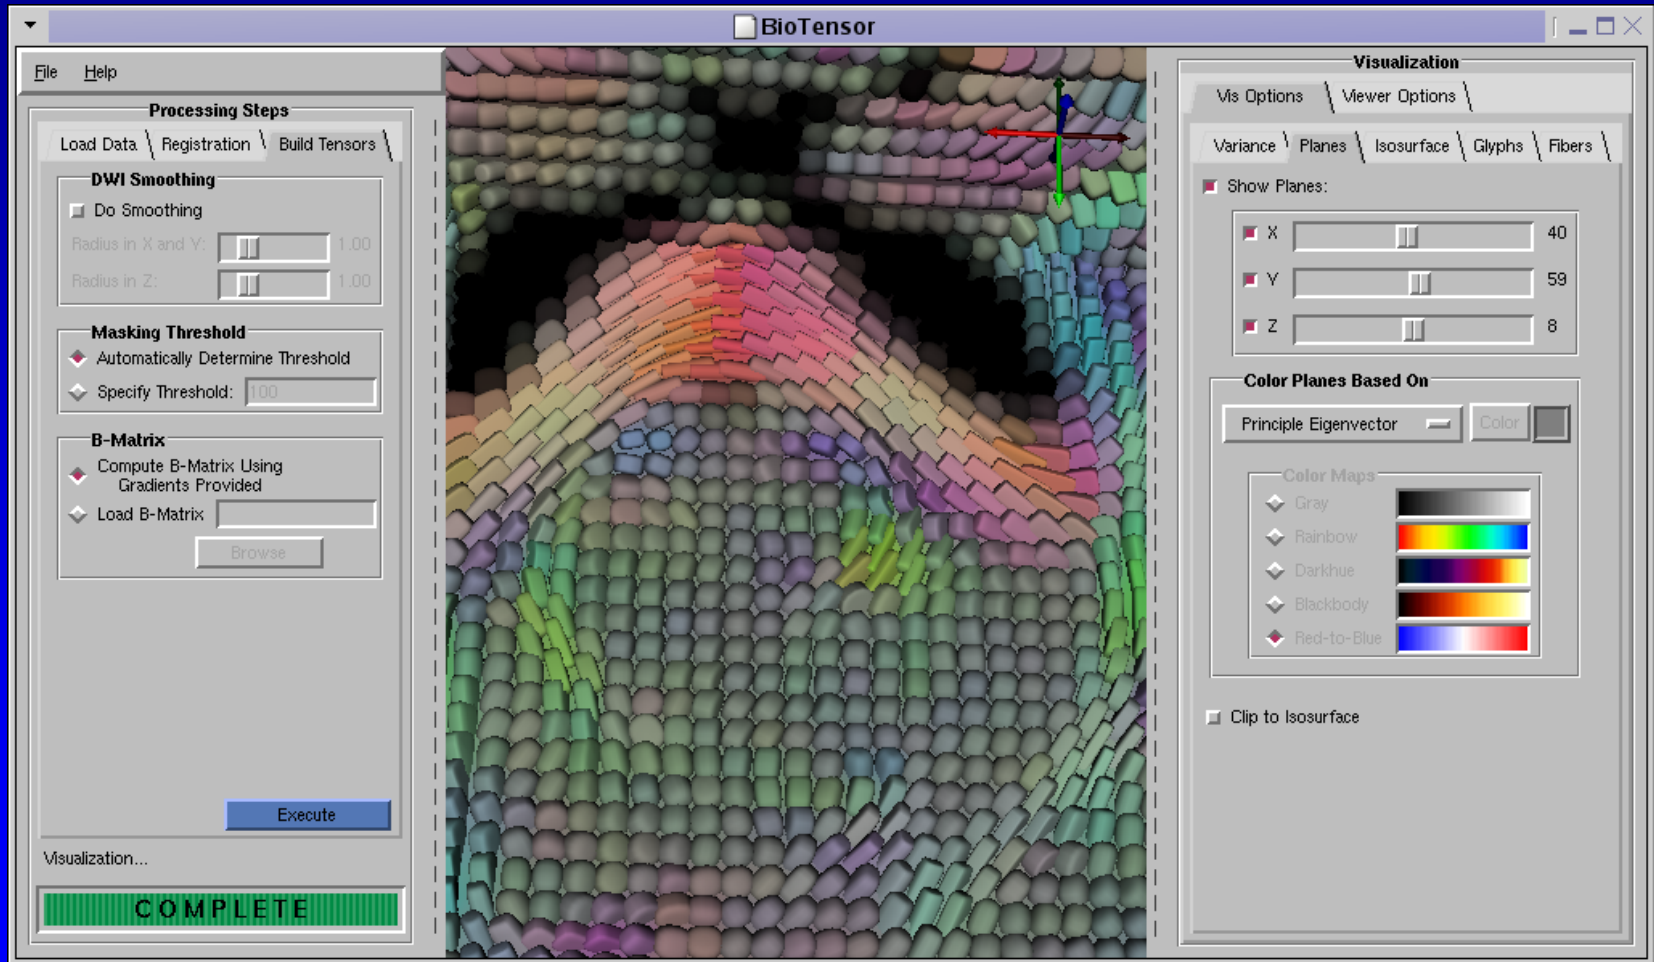 BioTensor
File Help
Processing Steps
Load Data Registration Build Tensors
DWI Smoothing
Do Smoothing
Radius in X and Y: 1.00
Radius in Z: 1.00
Masking Threshold
Automatically Determine Threshold
Specify Threshold: 100
B-Matrix
Compute B-Matrix Using
Gradients Provided
Load B-Matrix
Browse
Execute
Visualization...
COMPLETE
Visualization
Vis Options Viewer Options
Variance Planes Isosurface Glyphs Fibers
Show Planes:
X 40
Y 59
Z 8
Color Planes Based On
Principle Eigenvector Color
Color Maps
Gray
Rainbow
Darkhue
Blackbody
Red-to-Blue
Clip to Isosurface